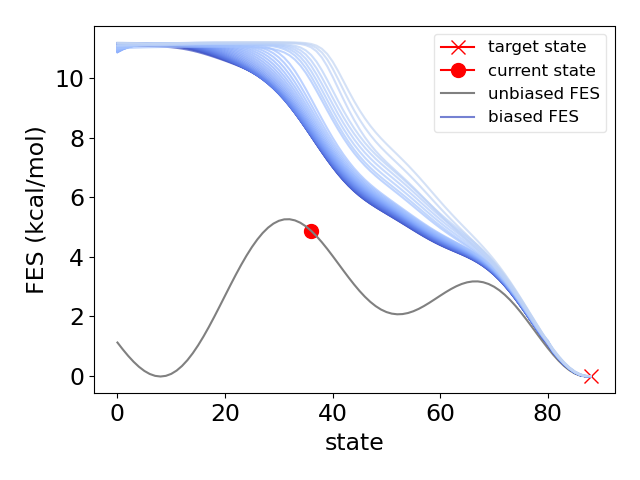 target state
current state
unbiased FES
biased FES
10
8
6
4
2
0
FES (kcal/mol)
0 20 40 60 80
state